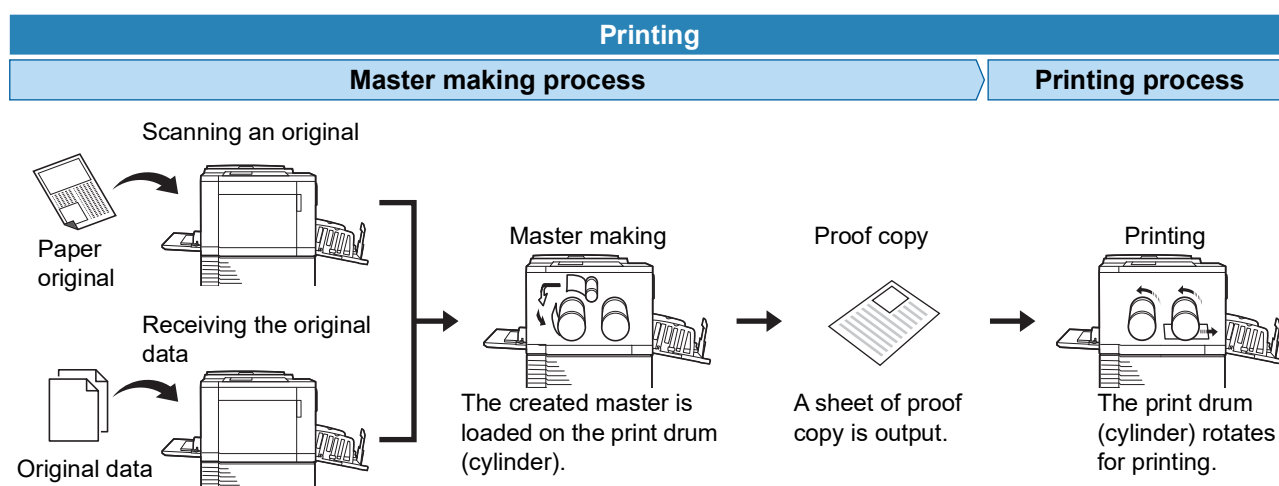 Printing
Master making process
Printing process
Scanning an original
Paper
original
Receiving the original
data
Original data
Master making
The created master is
loaded on the print drum
(cylinder).
Proof copy
A sheet of proof
copy is output.
Printing
The print drum
(cylinder) rotates
for printing.